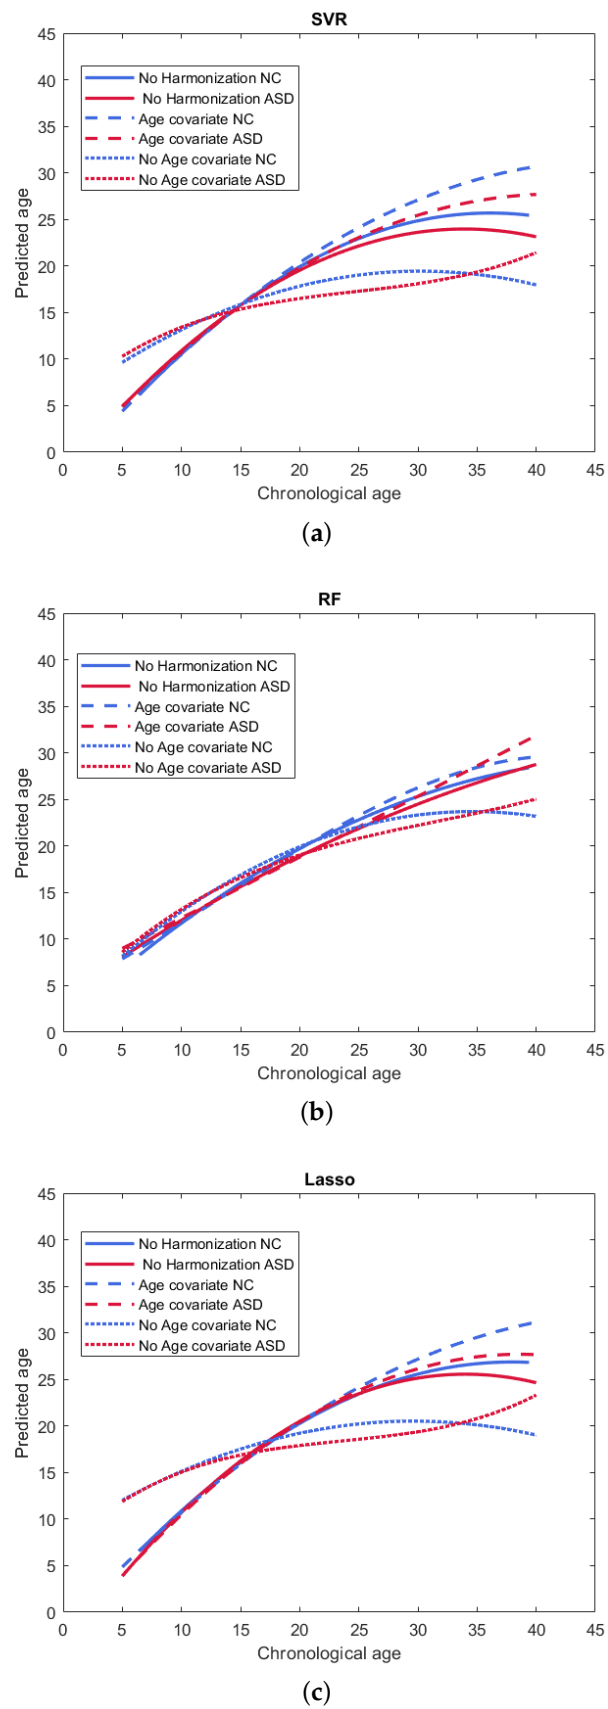 SVR
45
40
35
30
25
20
15
10
5
0
Predicted age
No Harmonization NC
No Harmonization ASD
Age covariate NC
Age covariate ASD
No Age covariate NC
No Age covariate ASD
0 5 10 15 20 25 30 35 40 45
Chronological age
(a)
RF
45
40
35
30
25
20
15
10
5
0
Predicted age
No Harmonization NC
No Harmonization ASD
Age covariate NC
Age covariate ASD
No Age covariate NC
No Age covariate ASD
0 5 10 15 20 25 30 35 40 45
Chronological age
(b)
Lasso
45
40
35
30
25
20
15
10
5
0
Predicted age
No Harmonization NC
No Harmonization ASD
Age covariate NC
Age covariate ASD
No Age covariate NC
No Age covariate ASD
0 5 10 15 20 25 30 35 40 45
Chronological age
(c)